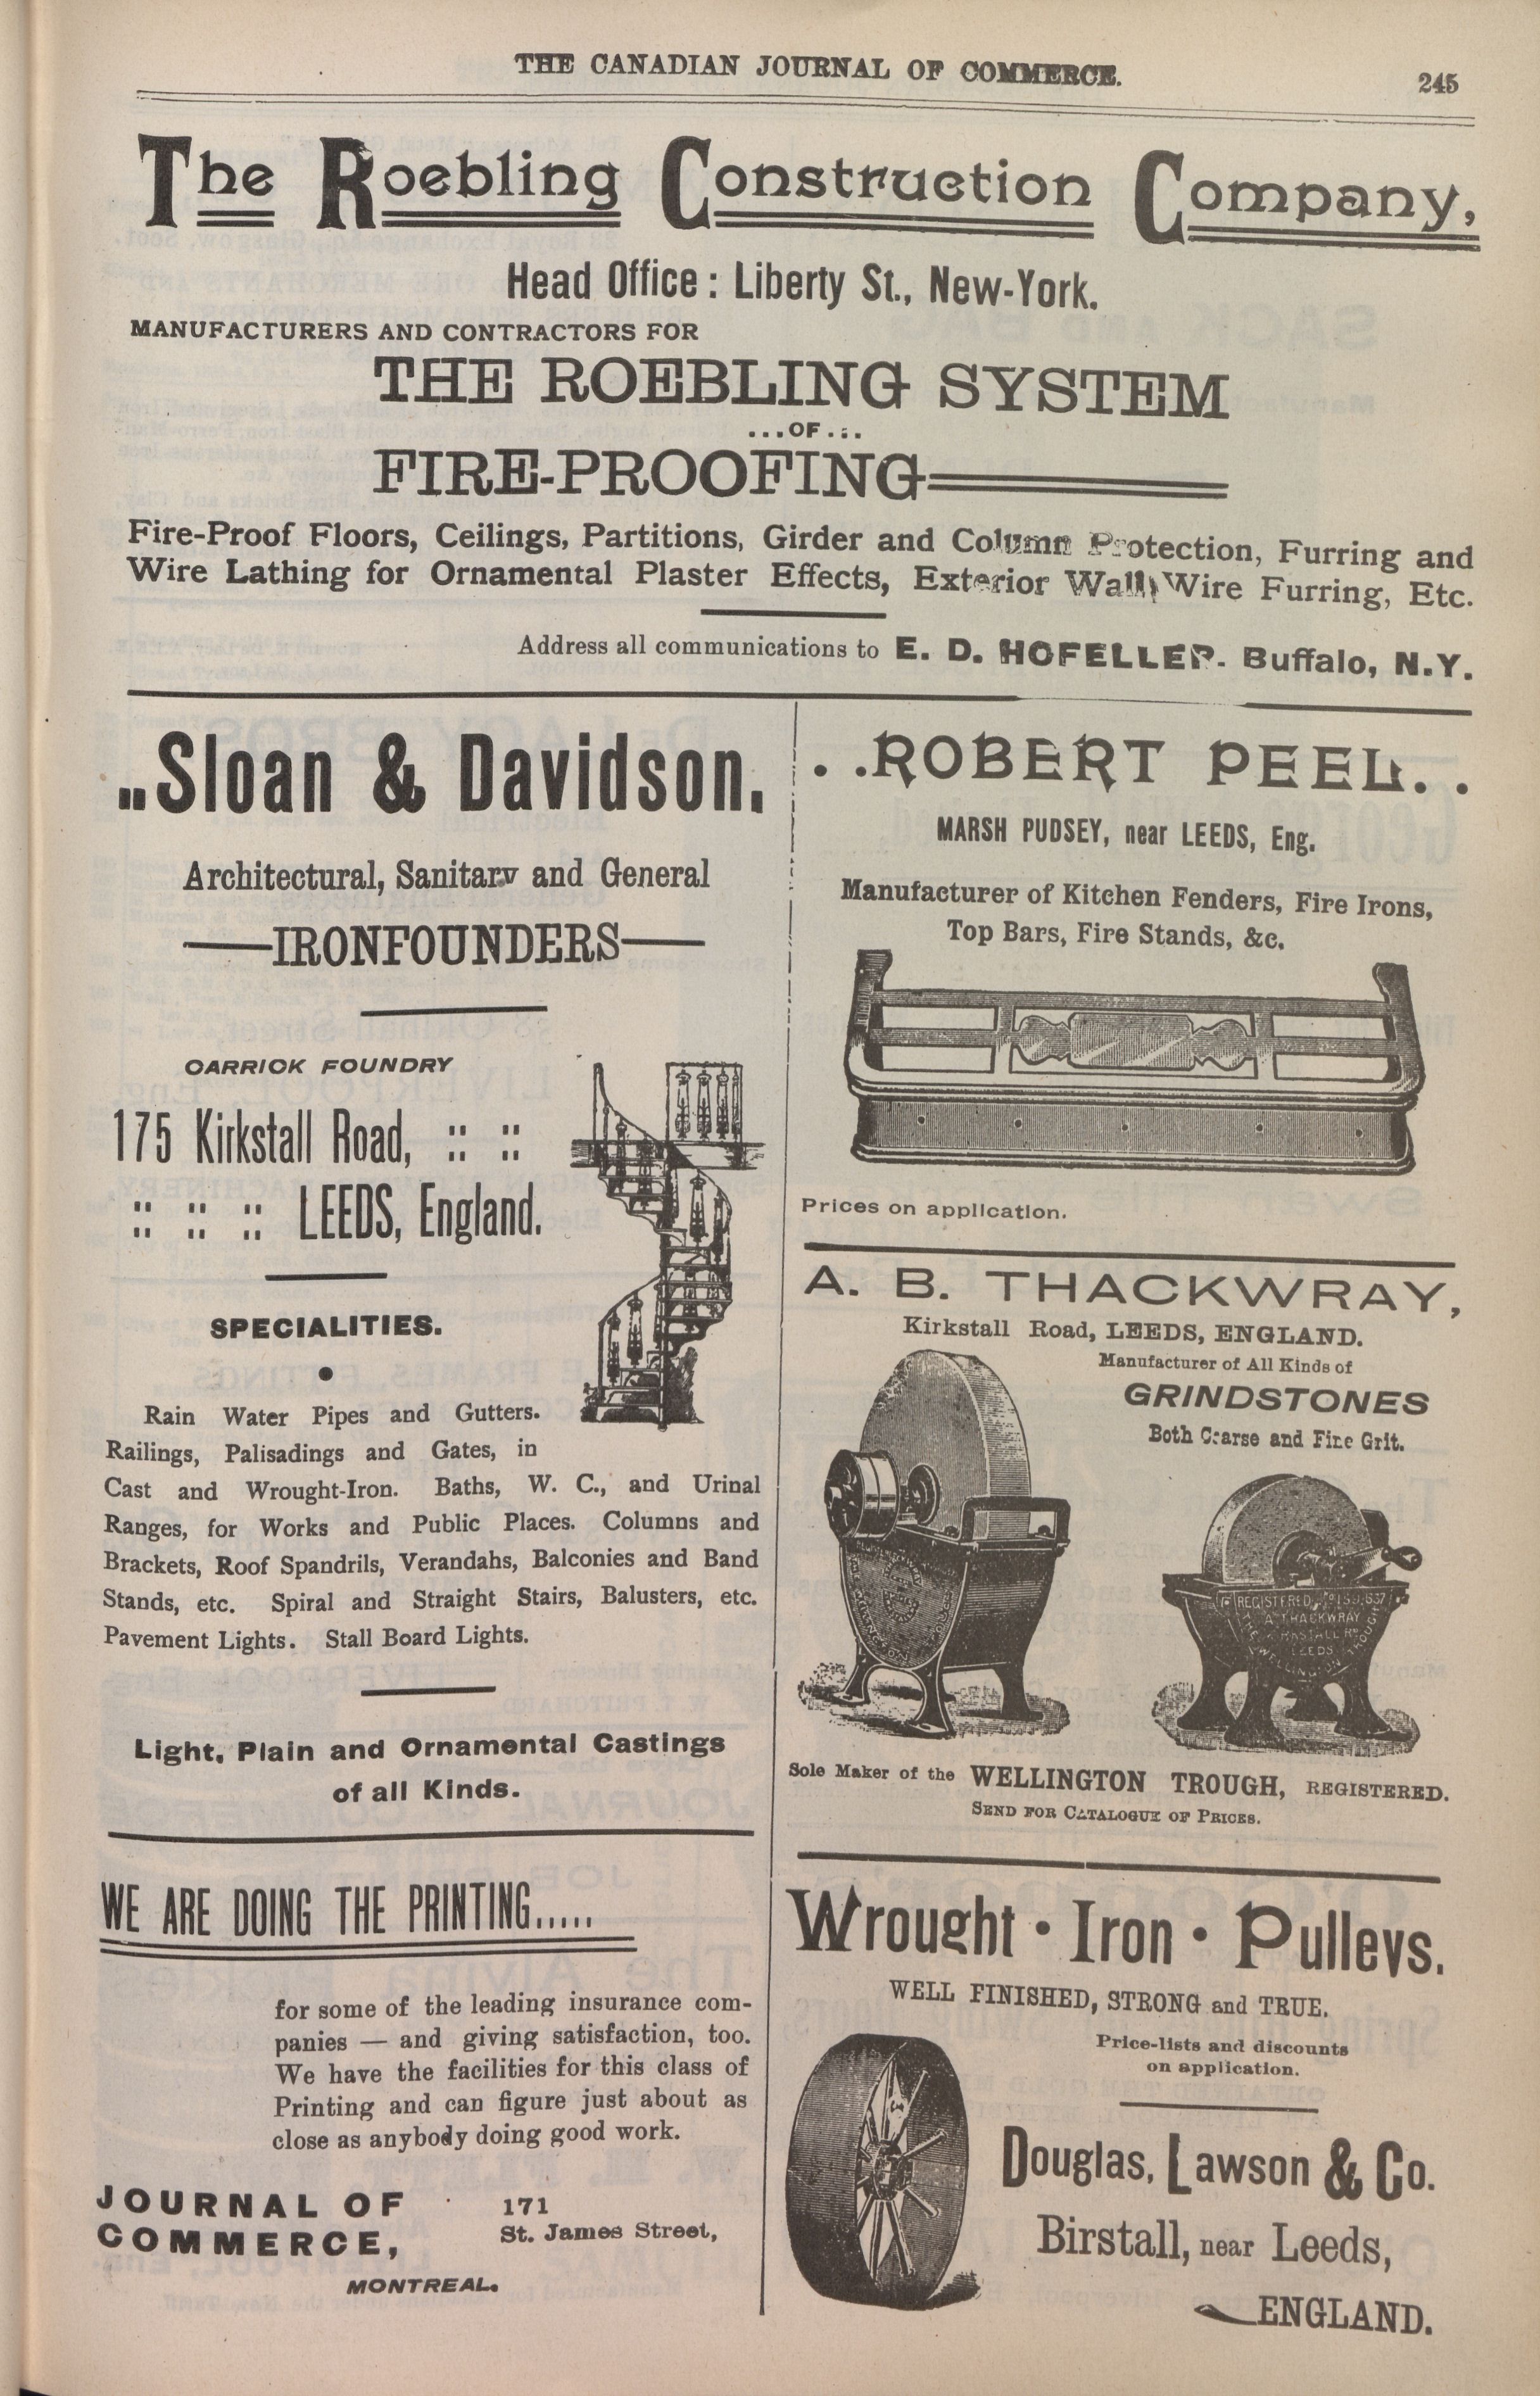 THE CANADIAN JOURNAL OF COMMERCE.
245
The Roebling Construction Company,
Head Office : Liberty St., New-York.
MANUFACTURERS AND CONTRACTORS FOR
THE ROEBLING SYSTEM
...OF...
FIRE-PROOFING
Fire-Proof Floors, Ceilings, Partitions, Girder and Column Protection, Furring and
Wire Lathing for Ornamental Plaster Effects, Exterior Wall Wire Furring, Etc.
Address all communications to E. D. HOFELLER. Buffalo, N.Y.
..Sloan & Davidson.
Architectural, Sanitary and General
IRONFOUNDERS
CARRICK FOUNDRY
175 Kirkstall Road, :: ::
:: :: :: LEEDS, England.
SPECIALITIES.
Rain Water Pipes and Gutters.
Railings, Palisadings and Gates, in
Cast and Wrought-Iron. Baths, W. C., and Urinal
Ranges, for Works and Public Places. Columns and
Brackets, Roof Spandrils, Verandahs, Balconies and Band
Stands, etc. Spiral and Straight Stairs, Balusters, etc.
Pavement Lights. Stall Board Lights.
Light, Plain and Ornamental Castings
of all Kinds.
WE ARE DOING THE PRINTING.....
for some of the leading insurance com-
panies — and giving satisfaction, too.
We have the facilities for this class of
Printing and can figure just about as
close as anybody doing good work.
JOURNAL OF
COMMERCE,
171
St. James Street,
MONTREAL.
. .ROBERT PEEL. .
MARSH PUDSEY, near LEEDS, Eng.
Manufacturer of Kitchen Fenders, Fire Irons,
Top Bars, Fire Stands, &c.
Prices on application.
A. B. THACKWRAY,
Kirkstall Road, LEEDS, ENGLAND.
Manufacturer of All Kinds of
GRINDSTONES
Both Coarse and Fine Grit.
REGISTERED No 159,637
A THACKWRAY
KIRKSTALL RD
LEEDS
WELLINGTON TROUGH
Sole Maker of the WELLINGTON TROUGH, REGISTERED.
SEND FOR CATALOGUE OF PRICES.
Wrought • Iron • Pulleys.
WELL FINISHED, STRONG and TRUE.
Price-lists and discounts
on application.
Douglas, Lawson & Co.
Birstall, near Leeds,
ENGLAND.